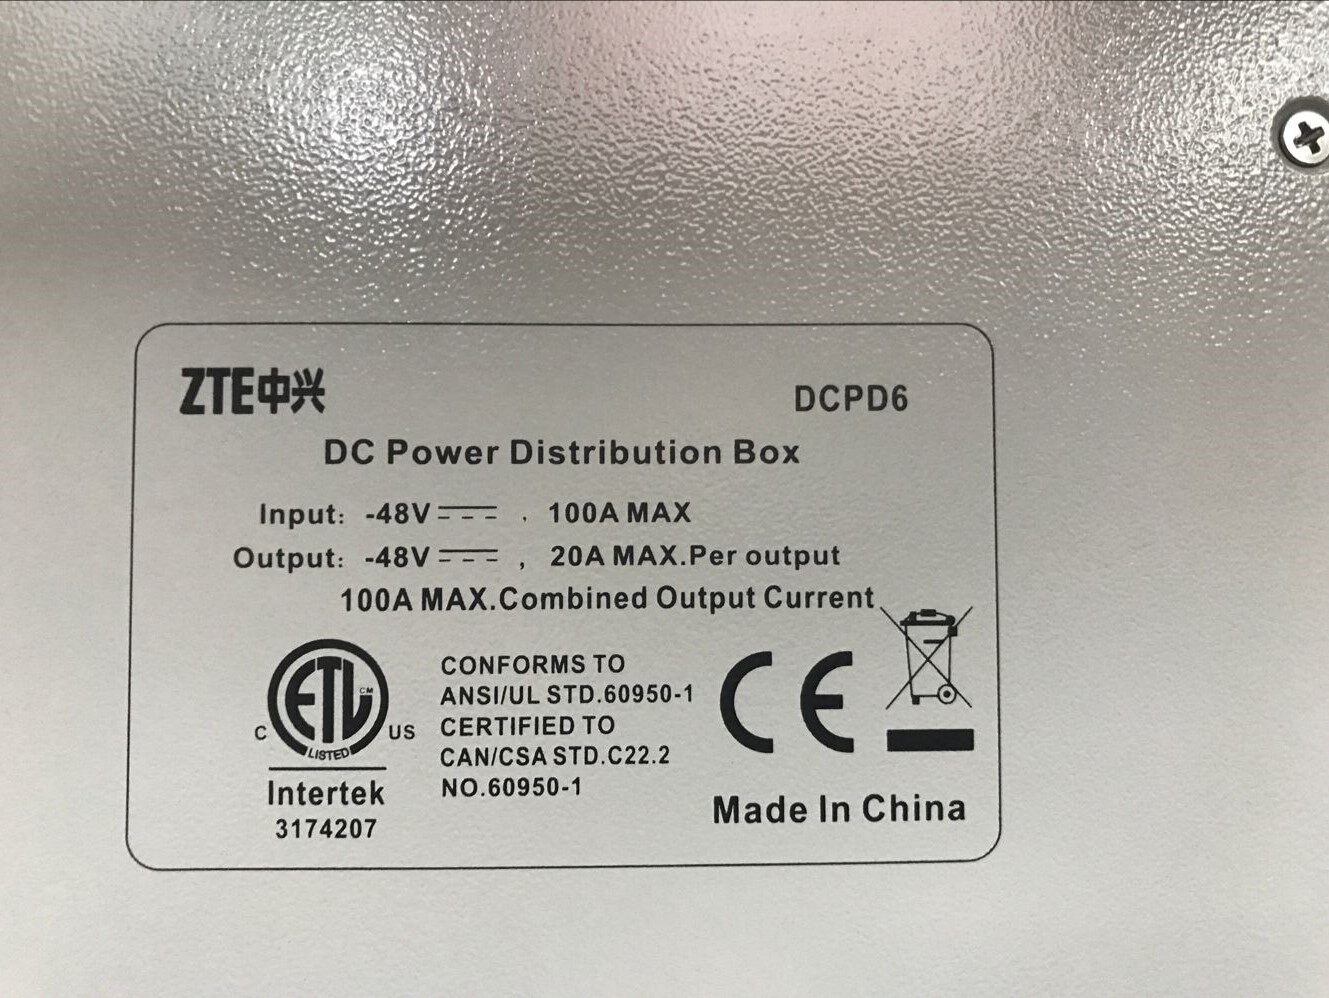 ZTE中兴 DCPD6
DC Power Distribution Box
Input: -48V⎓ , 100A MAX
Output: -48V⎓ , 20A MAX.Per output
100A MAX.Combined Output Current
CONFORMS TO
ANSI/UL STD.60950-1
CERTIFIED TO
CAN/CSA STD.C22.2
NO.60950-1
C ETL CM US
LISTED
Intertek
3174207
CE
Made In China